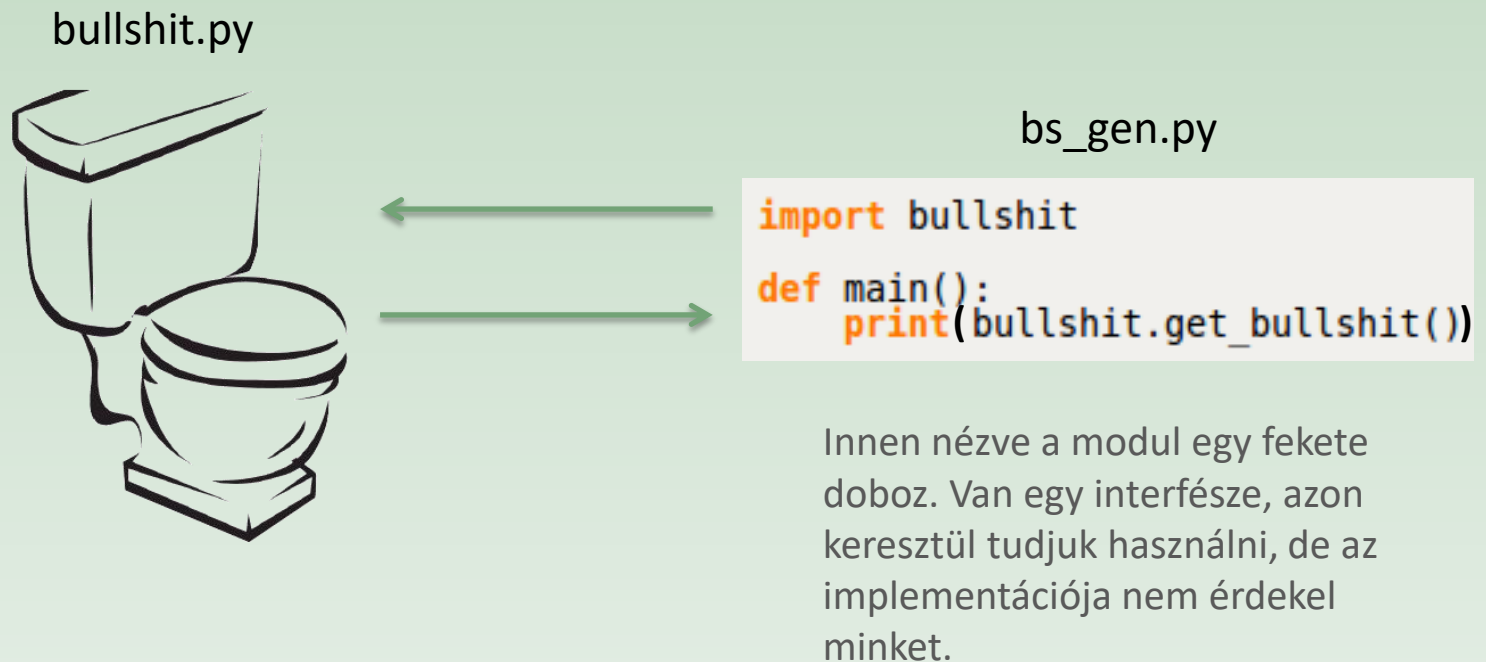 bullshit.py
bs_gen.py
import bullshit
def main():
    print(bullshit.get_bullshit())
Innen nézve a modul egy fekete
doboz. Van egy interfésze, azon
keresztül tudjuk használni, de az
implementációja nem érdekel
minket.